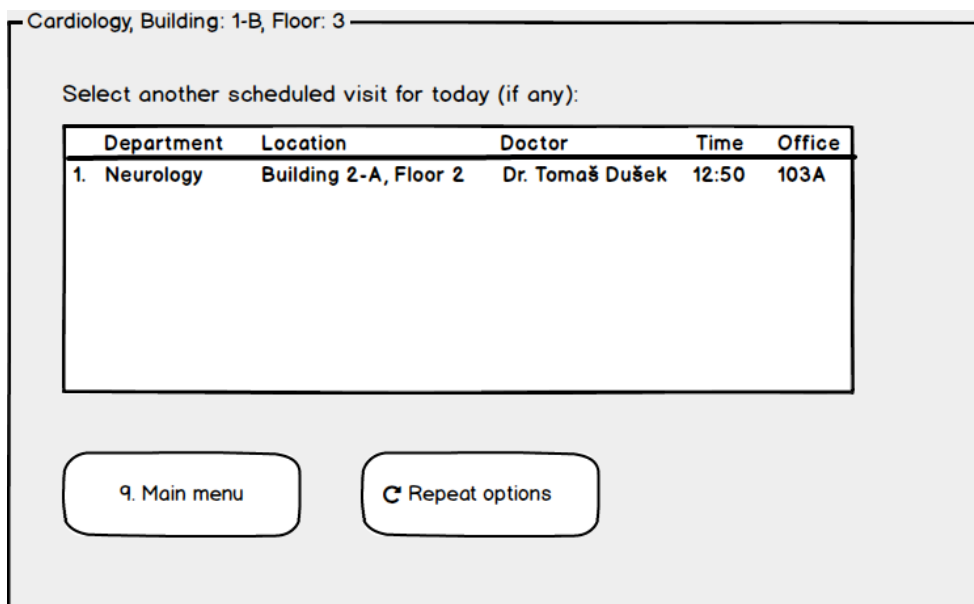 Cardiology, Building: 1-B, Floor: 3
Select another scheduled visit for today (if any):
Department Location Doctor Time Office
1. Neurology Building 2-A, Floor 2 Dr. Tomaš Dušek 12:50 103A
9. Main menu Repeat options